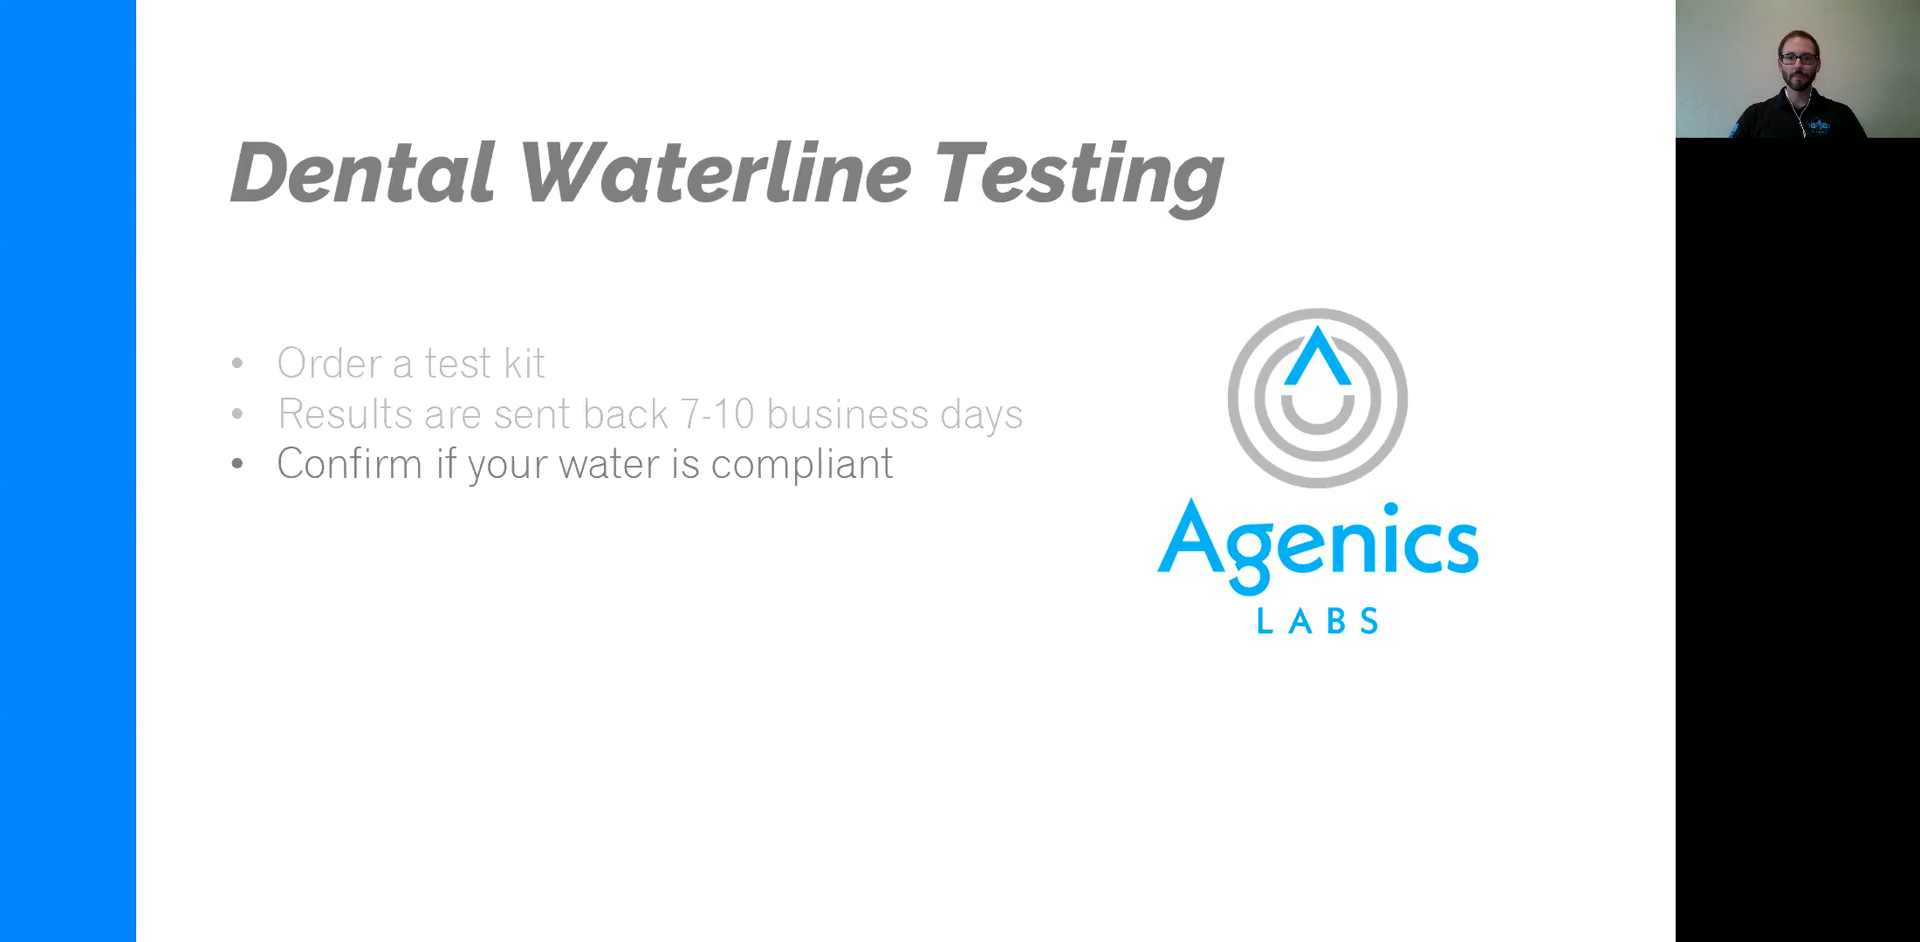 Dental Waterline Testing
• Order a test kit
• Results are sent back 7-10 business days
• Confirm if your water is compliant
Agenics
LABS